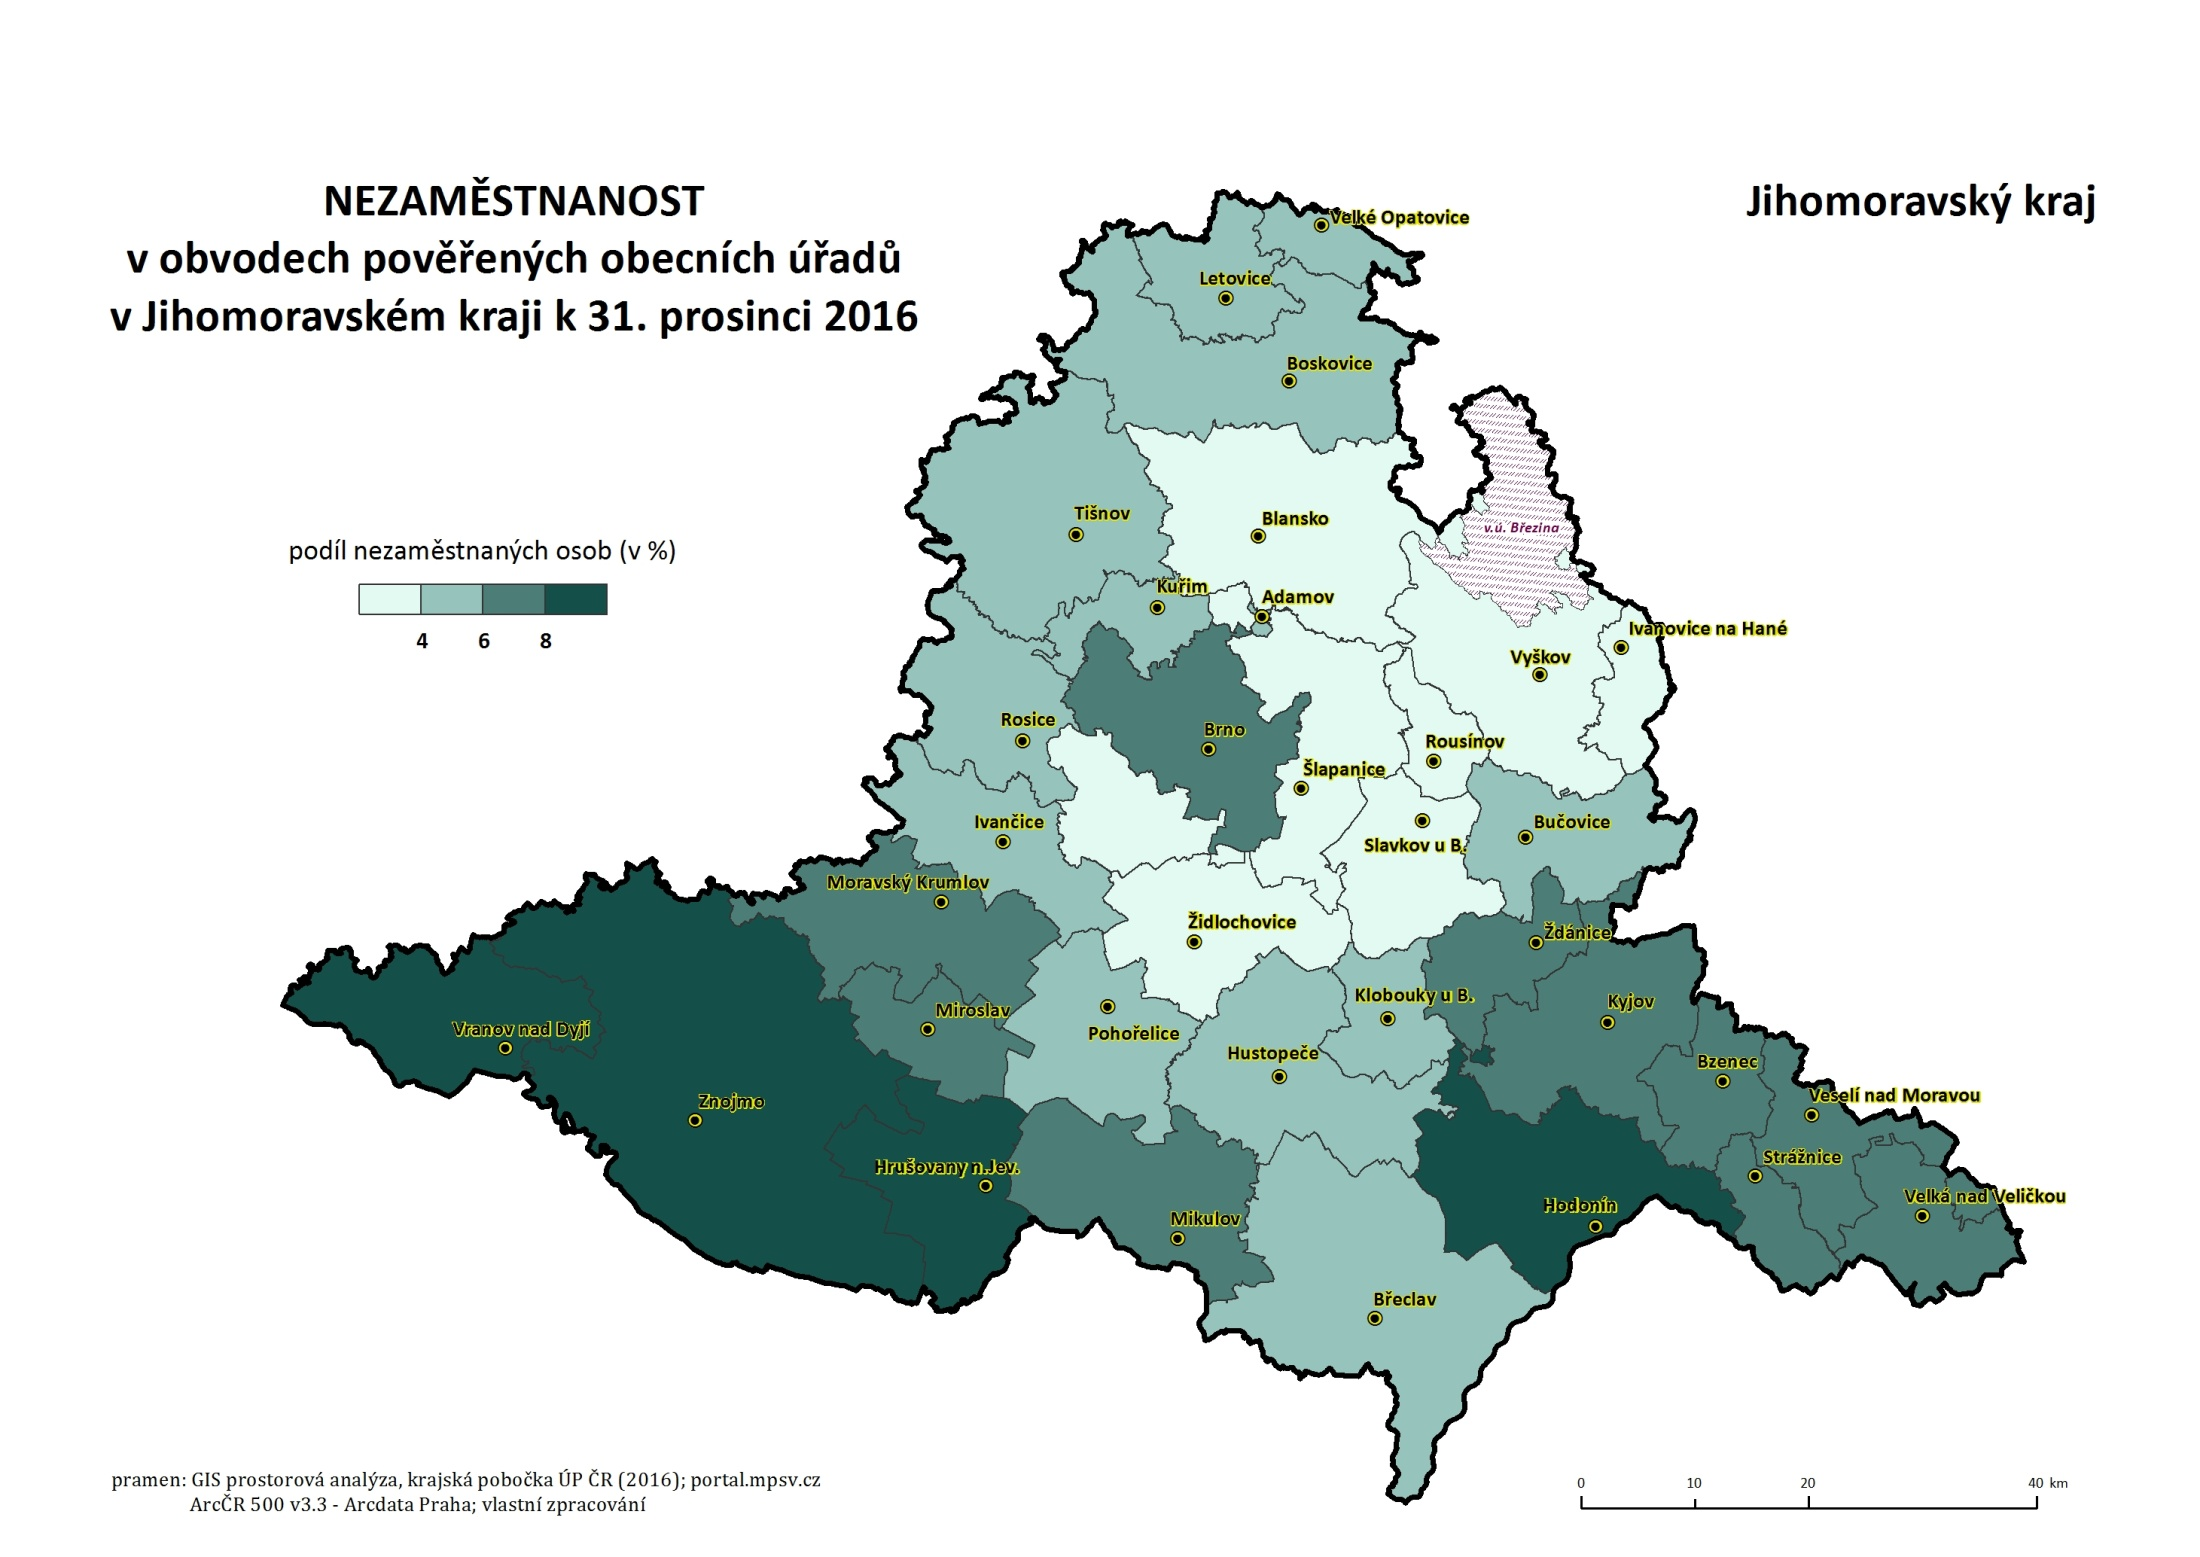 NEZAMĚSTNANOST
v obvodech pověřených obecních úřadů
v Jihomoravském kraji k 31. prosinci 2016
Jihomoravský kraj
Velké Opatovice
Letovice
Boskovice
podíl nezaměstnaných osob (v %)
4 6 8
Tišnov
Blansko
v.ú. Březina
Kuřim
Adamov
Ivanovice na Hané
Vyškov
Rosice
Brno
Rousínov
Šlapanice
Ivančice
Bučovice
Slavkov u B.
Moravský Krumlov
Židlochovice
Ždánice
Klobouky u B.
Kyjov
Miroslav
Vranov nad Dyjí
Pohořelice
Hustopeče
Bzenec
Znojmo
Veselí nad Moravou
Strážnice
Hrušovany n.Jev.
Velká nad Veličkou
Hodonín
Mikulov
Břeclav
pramen: GIS prostorová analýza, krajská pobočka ÚP ČR (2016); portal.mpsv.cz
ArcČR 500 v3.3 - Arcdata Praha; vlastní zpracování
0 10 20 40 km